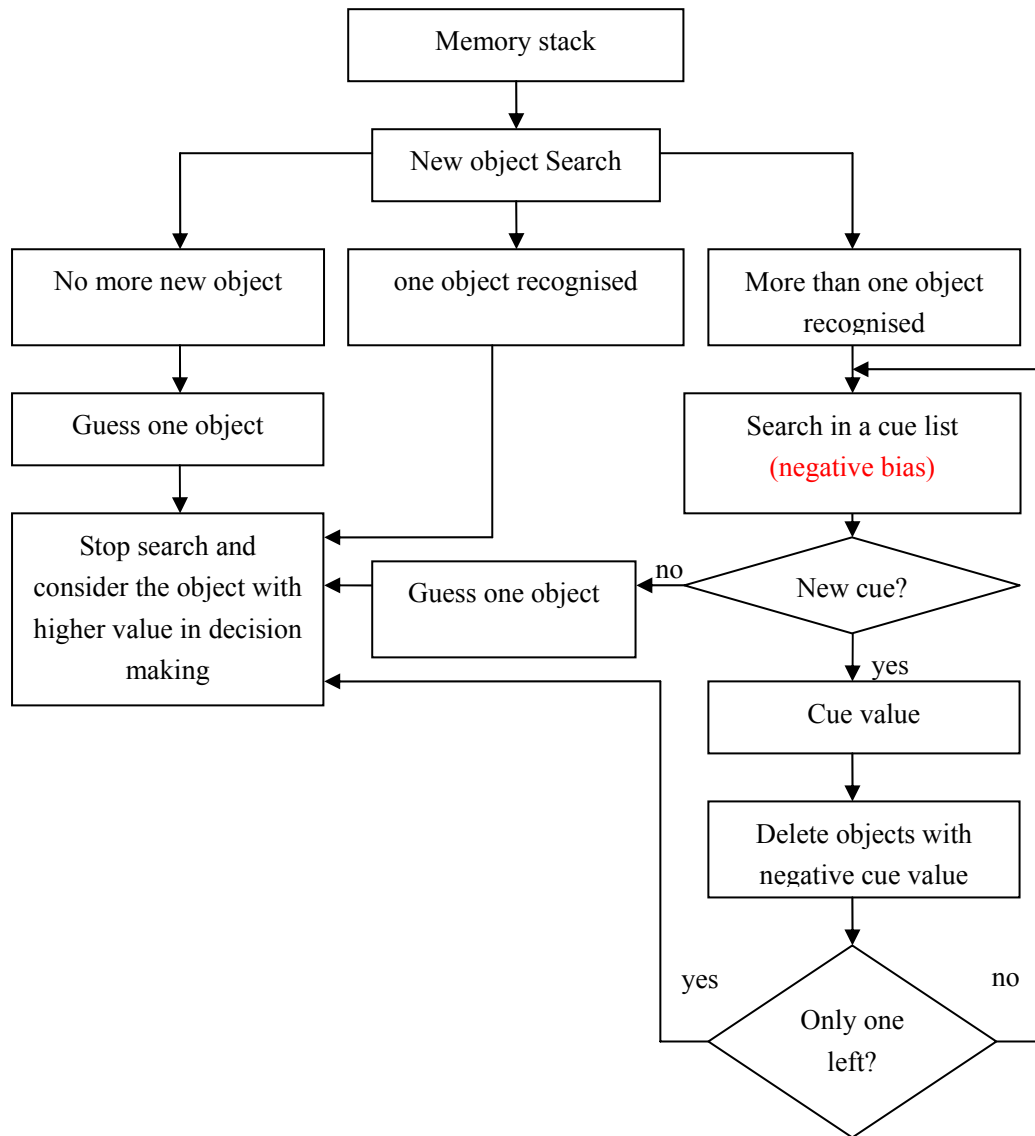 Memory stack
New object Search
No more new object
one object recognised
More than one object
recognised
Guess one object
Search in a cue list
(negative bias)
Stop search and
consider the object with
higher value in decision
making
Guess one object
no
New cue?
yes
Cue value
Delete objects with
negative cue value
yes
no
Only one
left?